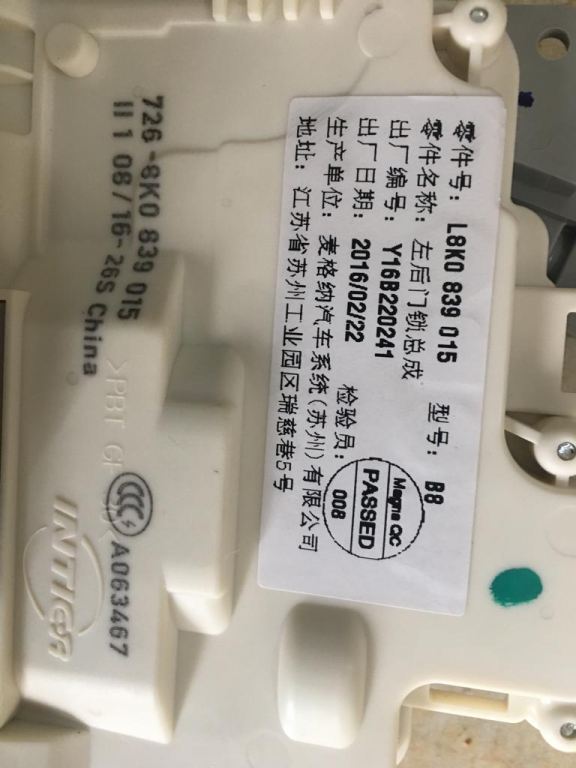 零件号: L8K0 839 015 型号: B8
零件名称: 左后门锁总成
出厂编号: Y16B220241
出厂日期: 2016/02/22 检验员:
生产单位: 麦格纳汽车系统(苏州)有限公司
地址: 江苏省苏州工业园区瑞慈巷5号
Magna QC
PASSED
008
726-8K0 839 015
II 1 08/16-26S China
>PBT
CCC
A063467
INTIER